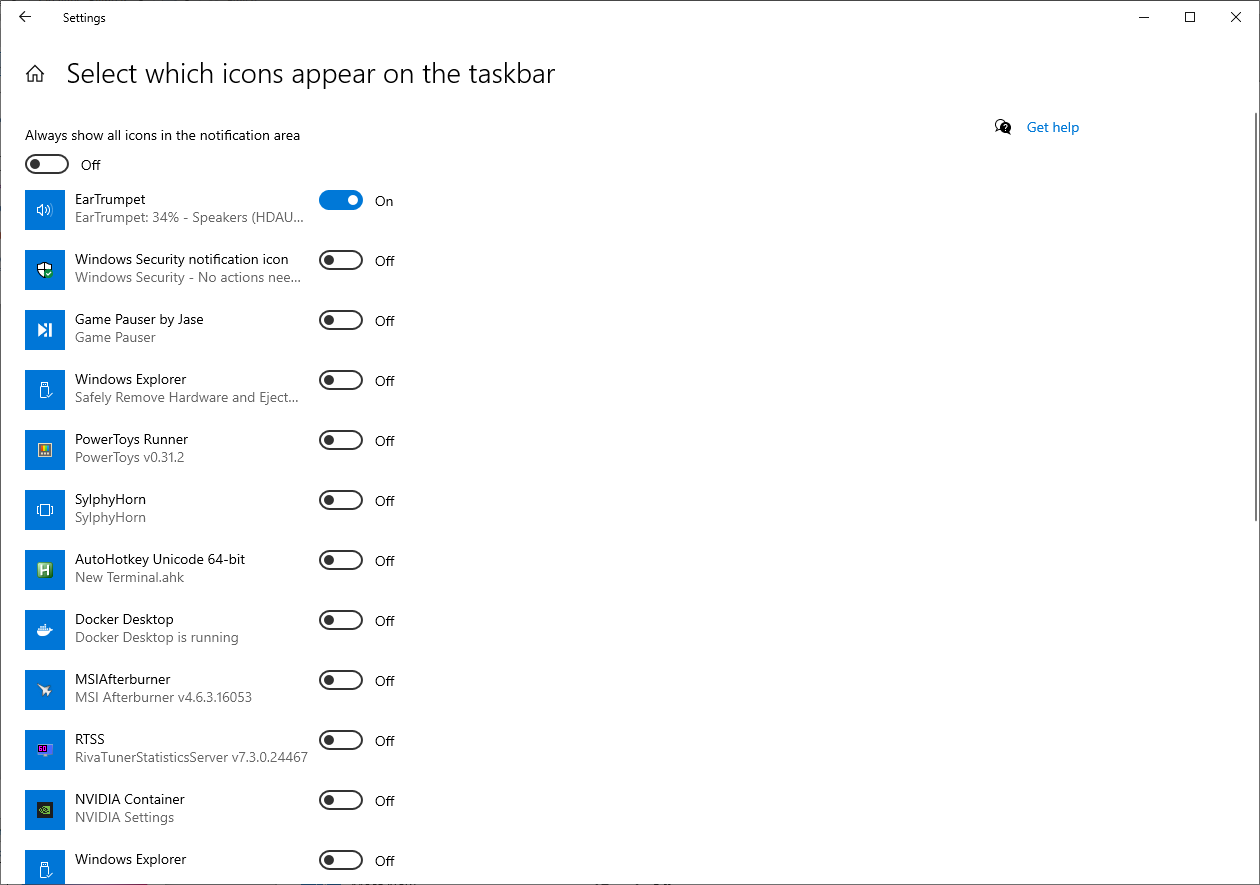 Settings
Select which icons appear on the taskbar
Always show all icons in the notification area
Get help
Off
EarTrumpet
On
EarTrumpet: 34% - Speakers (HDAU...
Windows Security notification icon
Off
Windows Security - No actions nee...
Game Pauser by Jase
Off
Game Pauser
Windows Explorer
Off
Safely Remove Hardware and Eject...
PowerToys Runner
Off
PowerToys v0.31.2
SylphyHorn
Off
SylphyHorn
AutoHotkey Unicode 64-bit
Off
New Terminal.ahk
Docker Desktop
Off
Docker Desktop is running
MSIAfterburner
Off
MSI Afterburner v4.6.3.16053
RTSS
Off
RivaTunerStatisticsServer v7.3.0.24467
NVIDIA Container
Off
NVIDIA Settings
Windows Explorer
Off